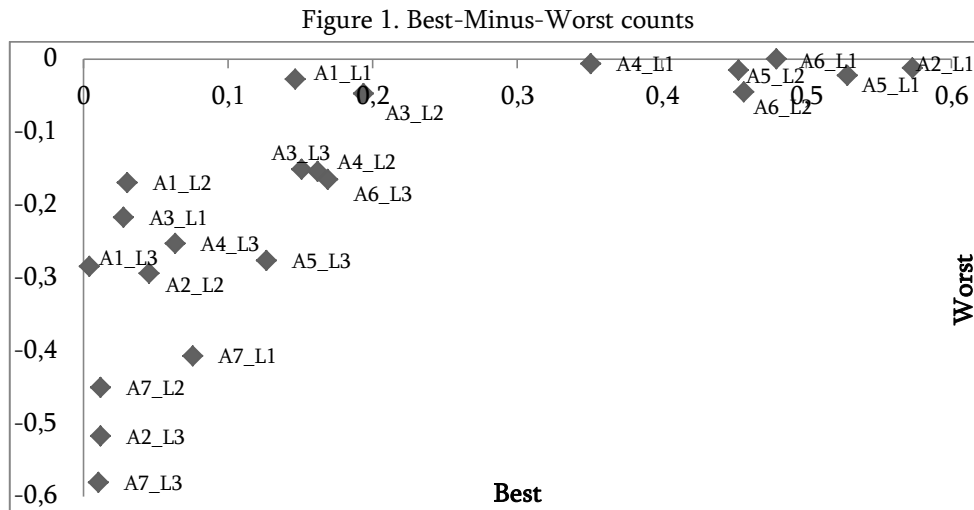 Figure 1. Best-Minus-Worst counts
0
0
0,1
0,2
0,3
0,4
0,5
0,6
-0,1
-0,2
-0,3
-0,4
-0,5
-0,6
A1_L1
A3_L2
A4_L1
A5_L2
A6_L1
A6_L2
A5_L1
A2_L1
A3_L3
A4_L2
A6_L3
A1_L2
A3_L1
A4_L3
A1_L3
A2_L2
A5_L3
A7_L1
A7_L2
A2_L3
A7_L3
Worst
Best